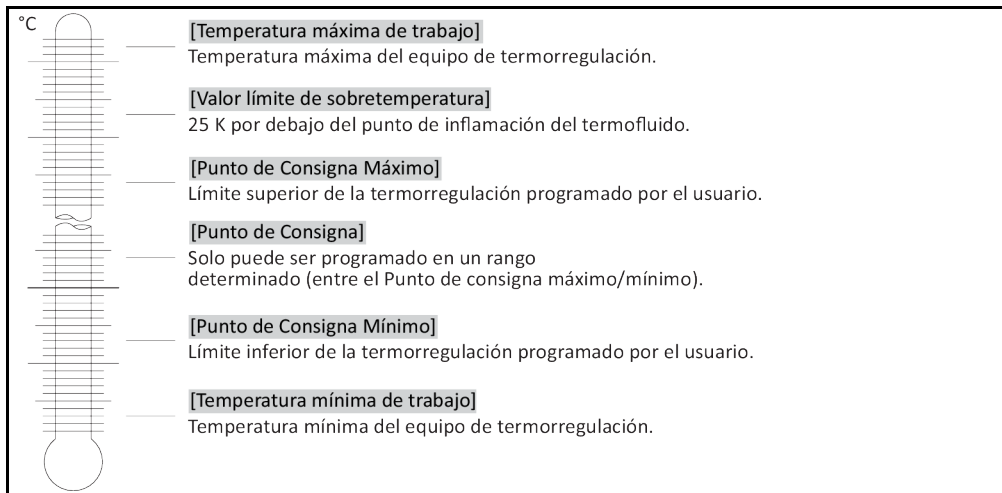 °C
[Temperatura máxima de trabajo]
Temperatura máxima del equipo de termorregulación.
[Valor límite de sobretemperatura]
25 K por debajo del punto de inflamación del termofluido.
[Punto de Consigna Máximo]
Límite superior de la termorregulación programado por el usuario.
[Punto de Consigna]
Solo puede ser programado en un rango
determinado (entre el Punto de consigna máximo/mínimo).
[Punto de Consigna Mínimo]
Límite inferior de la termorregulación programado por el usuario.
[Temperatura mínima de trabajo]
Temperatura mínima del equipo de termorregulación.